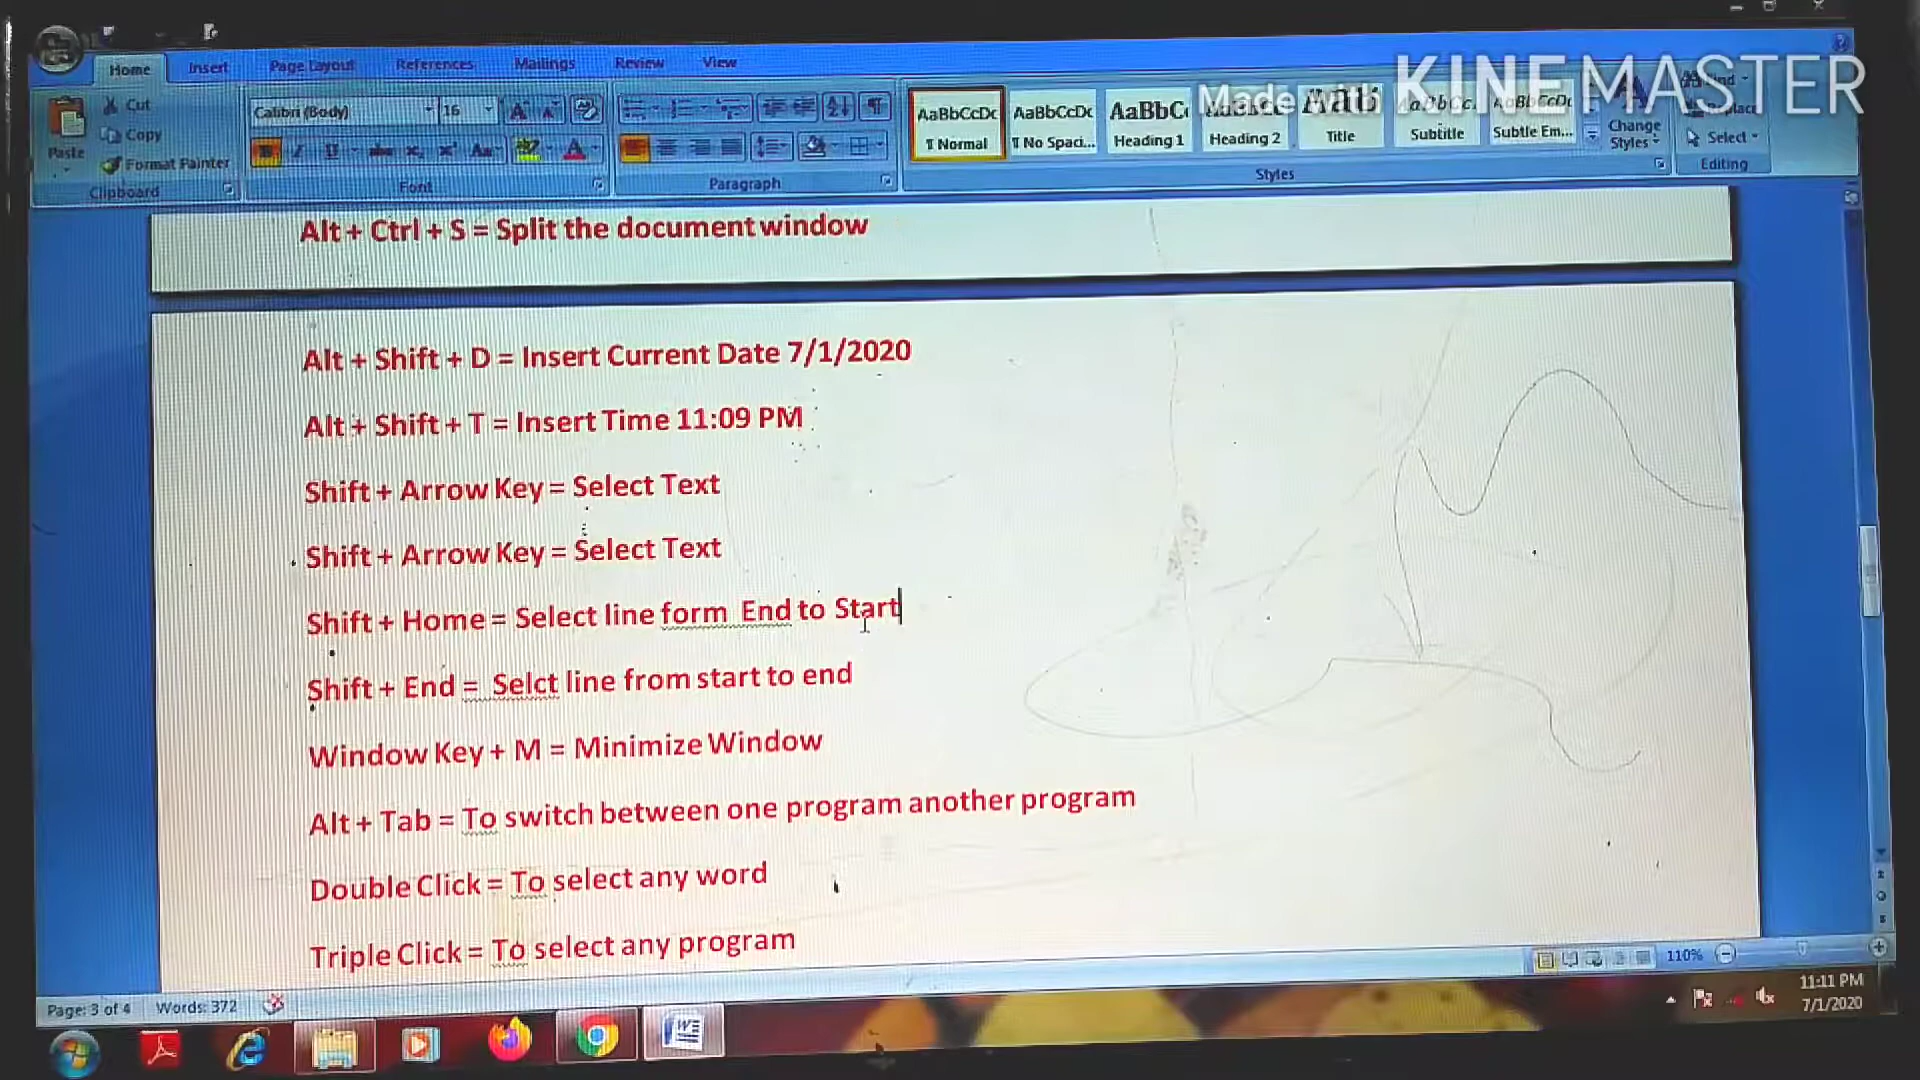 Made with KINEMASTER
Home Insert Page Layout References Mailings Review View
Cut
Copy
Format Painter
Paste
Clipboard
Calibri (Body) 16
Font
Paragraph
AaBbCcDc AaBbCcDc AaBbC
¶ Normal ¶ No Spaci... Heading 1 Heading 2 Title Subtitle Subtle Em...
Change Styles
Styles
Select
Editing
Alt + Ctrl + S = Split the document window
Alt + Shift + D = Insert Current Date 7/1/2020
Alt + Shift + T = Insert Time 11:09 PM
Shift + Arrow Key = Select Text
Shift + Arrow Key = Select Text
Shift + Home = Select line form  End to Start
Shift + End =  Selct line from start to end
Window Key + M = Minimize Window
Alt + Tab = To switch between one program another program
Double Click = To select any word
Triple Click = To select any program
110%
Page: 3 of 4 Words: 372
11:11 PM
7/1/2020